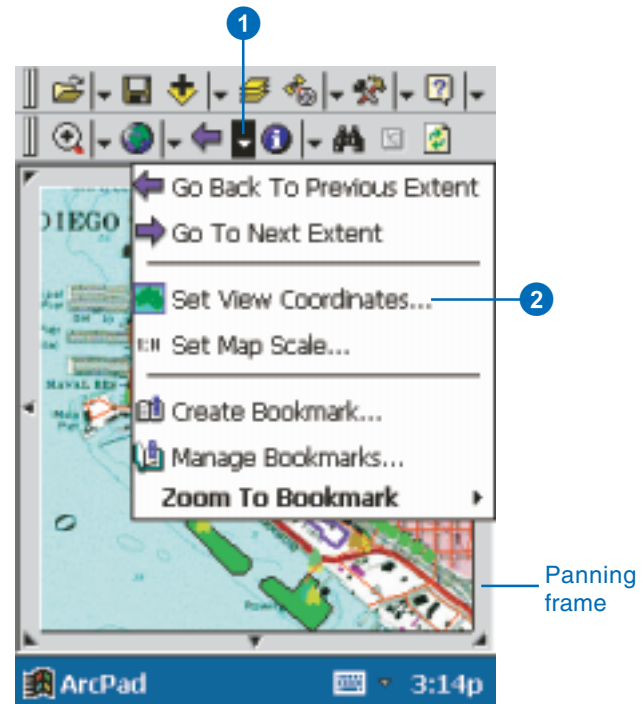 1
DIEGO
Go Back To Previous Extent
Go To Next Extent
Set View Coordinates...
2
1:N Set Map Scale...
Create Bookmark...
Manage Bookmarks...
Zoom To Bookmark
Panning
frame
ArcPad
3:14p